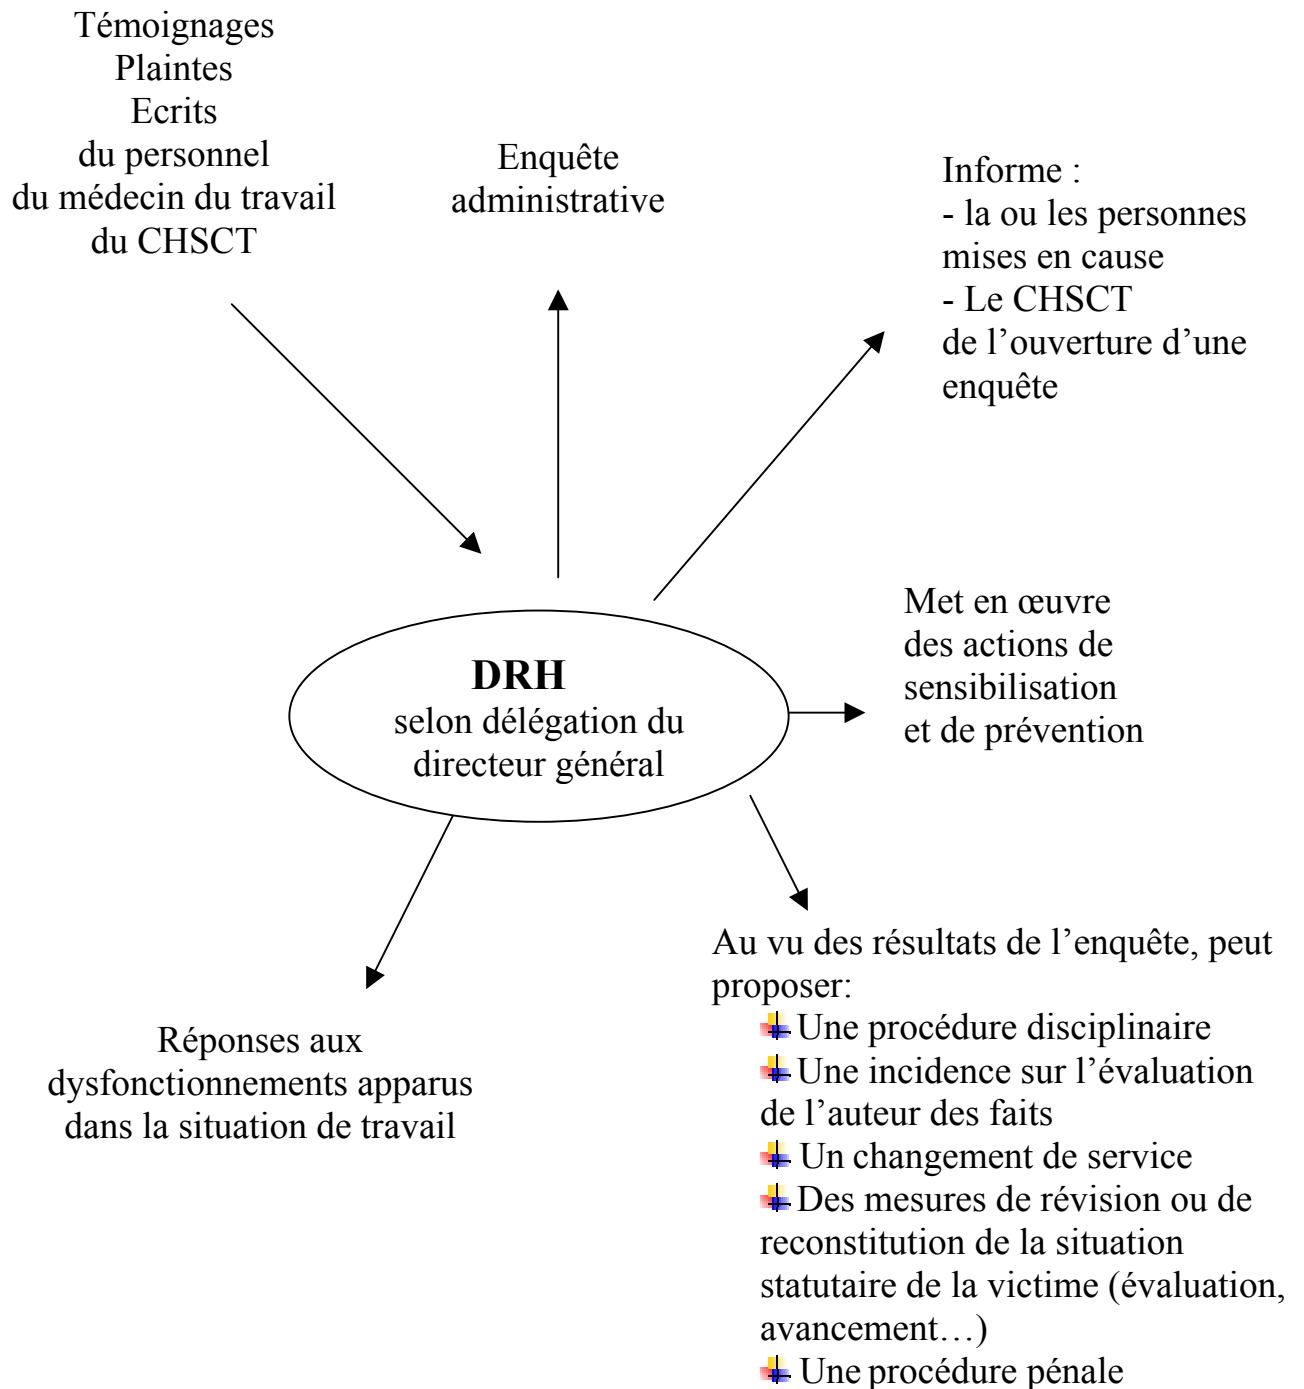 Témoignages
Plaintes
Ecrits
du personnel
du médecin du travail
du CHSCT
Enquête
administrative
Informe :
- la ou les personnes
mises en cause
- Le CHSCT
de l’ouverture d’une
enquête
Met en œuvre
des actions de
sensibilisation
et de prévention
DRH
selon délégation du
directeur général
Réponses aux
dysfonctionnements apparus
dans la situation de travail
Au vu des résultats de l’enquête, peut
proposer:
Une procédure disciplinaire
Une incidence sur l’évaluation
de l’auteur des faits
Un changement de service
Des mesures de révision ou de
reconstitution de la situation
statutaire de la victime (évaluation,
avancement…)
Une procédure pénale